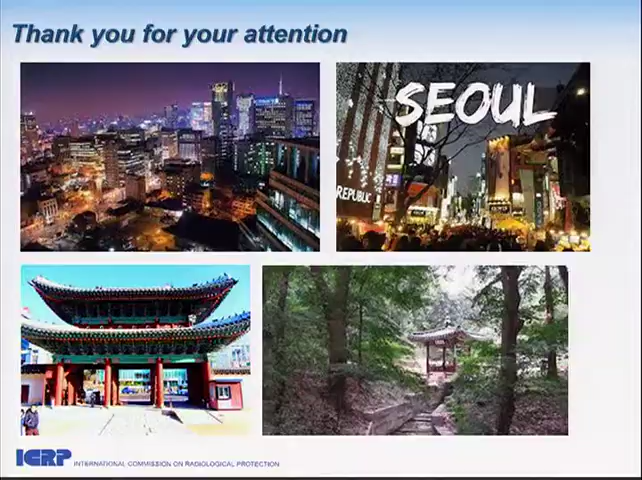 Thank you for your attention
SEOUL
REPUBLIC
ICRP INTERNATIONAL COMMISSION ON RADIOLOGICAL PROTECTION